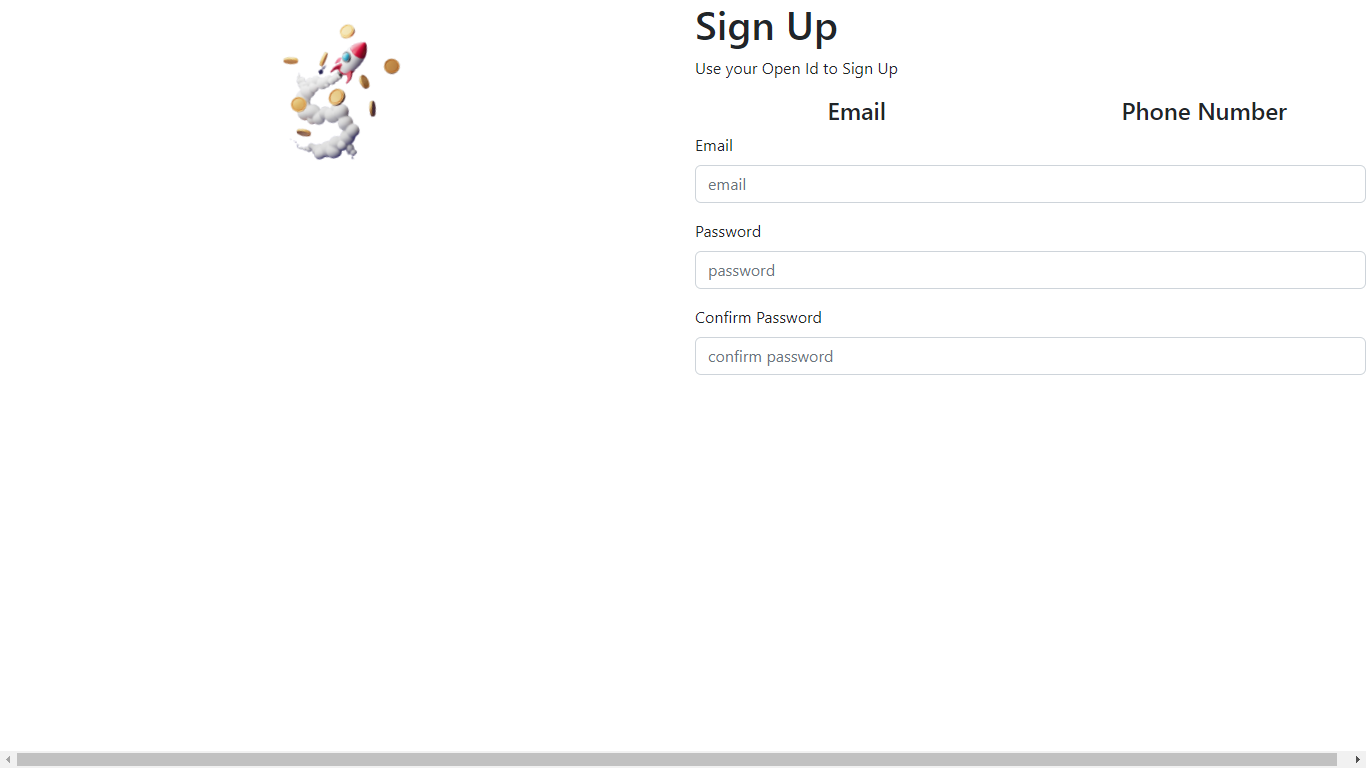 Sign Up
Use your Open Id to Sign Up
Email Phone Number
Email
email
Password
password
Confirm Password
confirm password